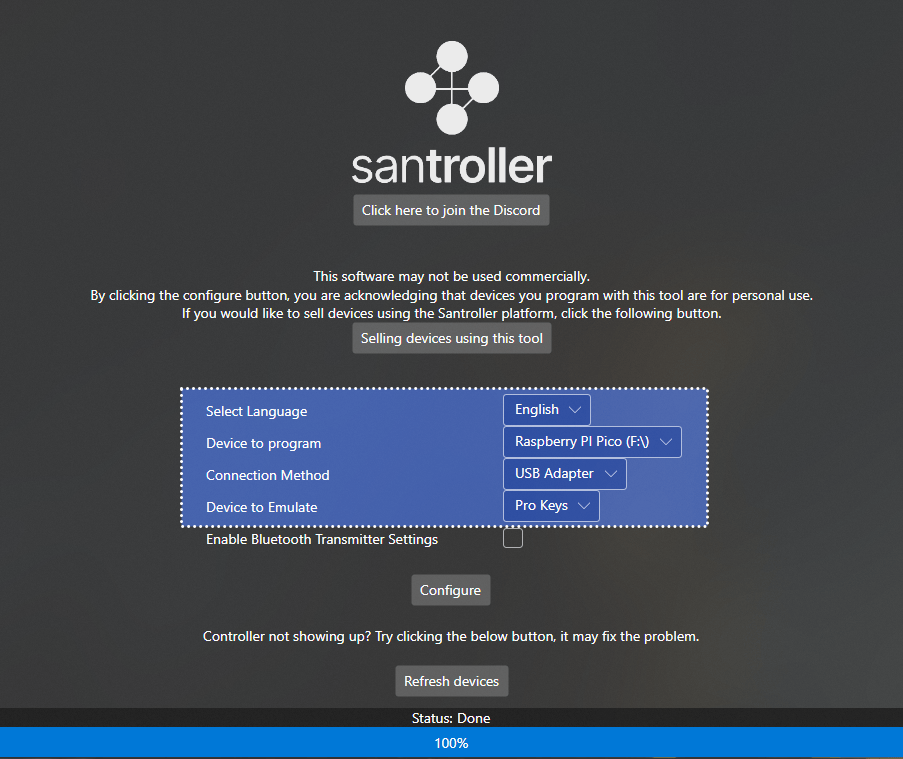 santroller
Click here to join the Discord
This software may not be used commercially.
By clicking the configure button, you are acknowledging that devices you program with this tool are for personal use.
If you would like to sell devices using the Santroller platform, click the following button.
Selling devices using this tool
Select Language English
Device to program Raspberry PI Pico (F:\)
Connection Method USB Adapter
Device to Emulate Pro Keys
Enable Bluetooth Transmitter Settings
Configure
Controller not showing up? Try clicking the below button, it may fix the problem.
Refresh devices
Status: Done
100%